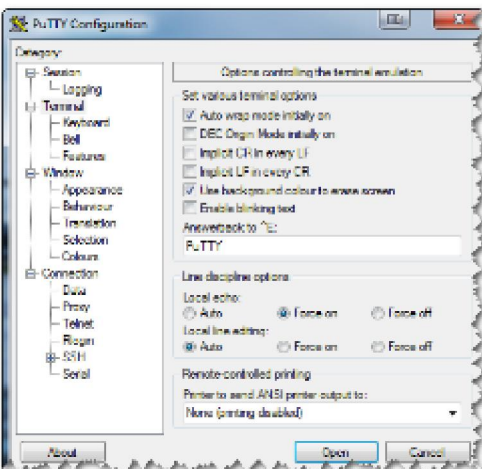 PuTTY Configuration
Category:
Session
Logging
Terminal
Keyboard
Bell
Features
Window
Appearance
Behaviour
Translation
Selection
Colours
Connection
Data
Proxy
Telnet
Rlogin
SSH
Serial
Options controlling the terminal emulation
Set various terminal options
Auto wrap mode initially on
DEC Origin Mode initially on
Implicit CR in every LF
Implicit LF in every CR
Use background colour to erase screen
Enable blinking text
Answerback to ^E:
PuTTY
Line discipline options
Local echo:
Auto Force on Force off
Local line editing:
Auto Force on Force off
Remote-controlled printing
Printer to send ANSI printer output to:
None (printing disabled)
About Open Cancel